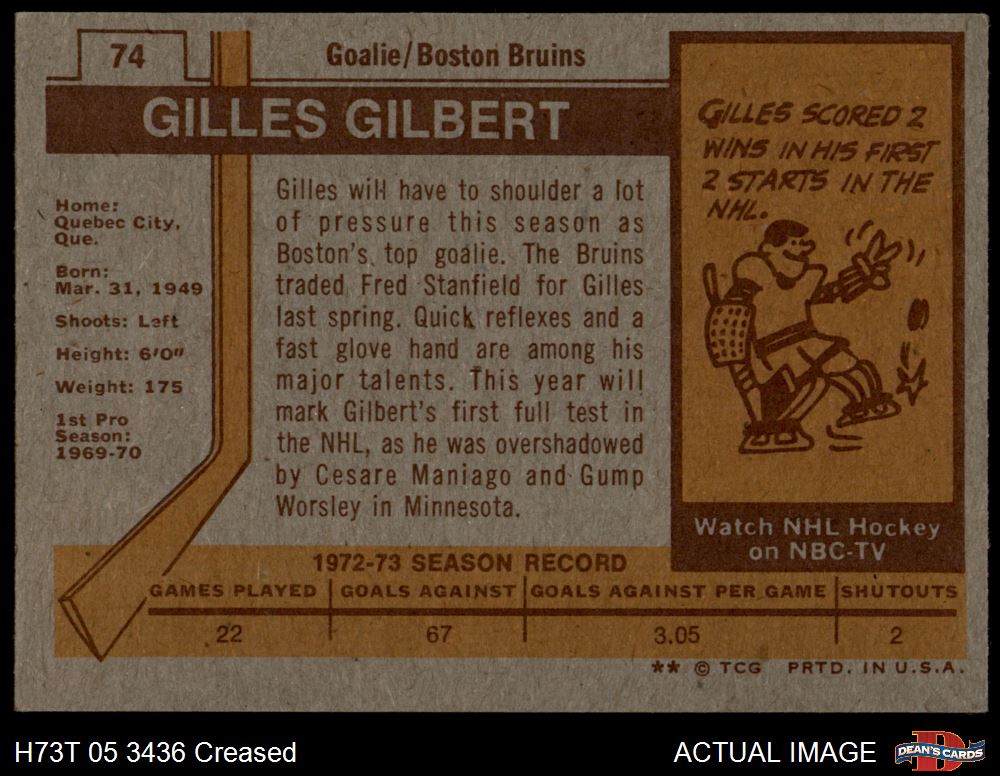 74
Goalie/Boston Bruins
GILLES GILBERT
Home:
Quebec City,
Que.
Born:
Mar. 31, 1949
Shoots: Left
Height: 6'0"
Weight: 175
1st Pro
Season:
1969-70
Gilles will have to shoulder a lot
of pressure this season as
Boston's top goalie. The Bruins
traded Fred Stanfield for Gilles
last spring. Quick reflexes and a
fast glove hand are among his
major talents. This year will
mark Gilbert's first full test in
the NHL, as he was overshadowed
by Cesare Maniago and Gump
Worsley in Minnesota.
GILLES SCORED 2
WINS IN HIS FIRST
2 STARTS IN THE
NHL.
Watch NHL Hockey
on NBC-TV
1972-73 SEASON RECORD
GAMES PLAYED GOALS AGAINST GOALS AGAINST PER GAME SHUTOUTS
22 67 3.05 2
** © TCG PRTD. IN U.S.A.
H73T 05 3436 Creased
ACTUAL IMAGE
D
DEAN'S CARDS